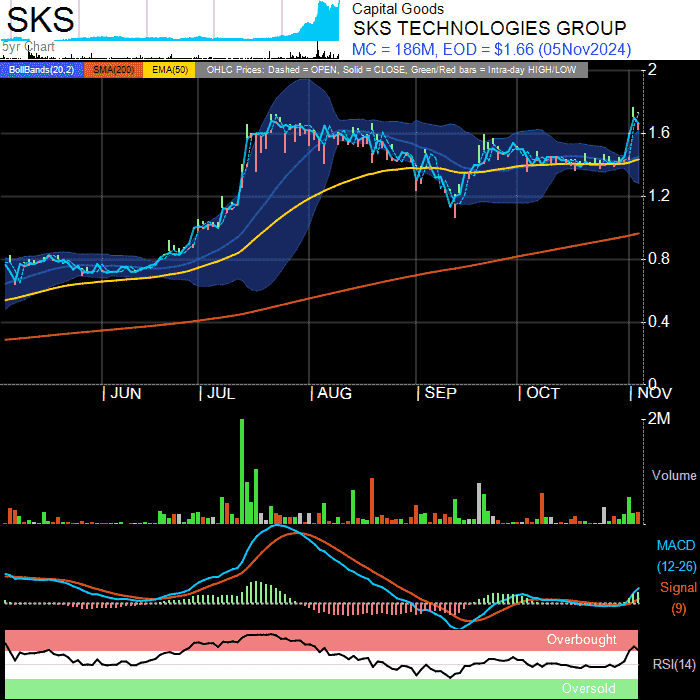 SKS
Capital Goods
SKS TECHNOLOGIES GROUP
5yr Chart
MC = 186M, EOD = $1.66 (05Nov2024)
BollBands(20,2) SMA(200) EMA(50) OHLC Prices: Dashed = OPEN, Solid = CLOSE, Green/Red bars = Intra-day HIGH/LOW
2
1.6
1.2
0.8
0.4
0
JUN JUL AUG SEP OCT NOV
2M
Volume
MACD
(12-26)
Signal
(9)
Overbought
RSI(14)
Oversold